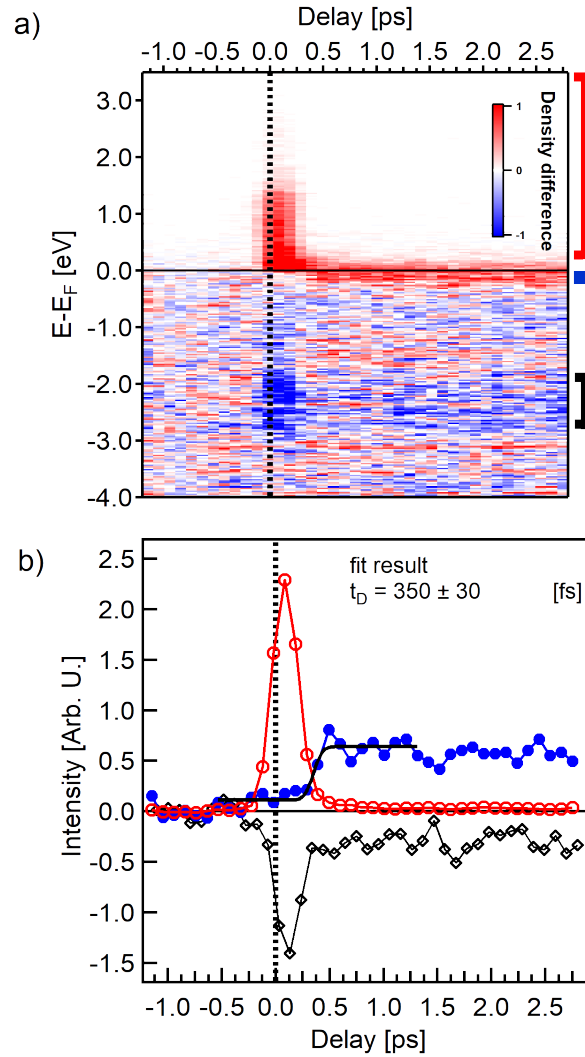 a)
Delay [ps]
-1.0 -0.5 0.0 0.5 1.0 1.5 2.0 2.5
3.0
2.0
1.0
0.0
-1.0
-2.0
-3.0
-4.0
E-EF [eV]
1
0
-1
Density difference
b)
fit result
tD = 350 ± 30 [fs]
2.5
2.0
1.5
1.0
0.5
0.0
-0.5
-1.0
-1.5
Intensity [Arb. U.]
-1.0 -0.5 0.0 0.5 1.0 1.5 2.0 2.5
Delay [ps]